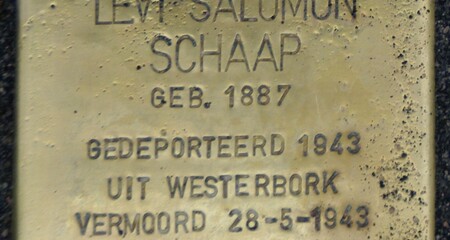 LEVI SALOMON
SCHAAP
GEB. 1887
GEDEPORTEERD 1943
UIT WESTERBORK
VERMOORD 28-5-1943